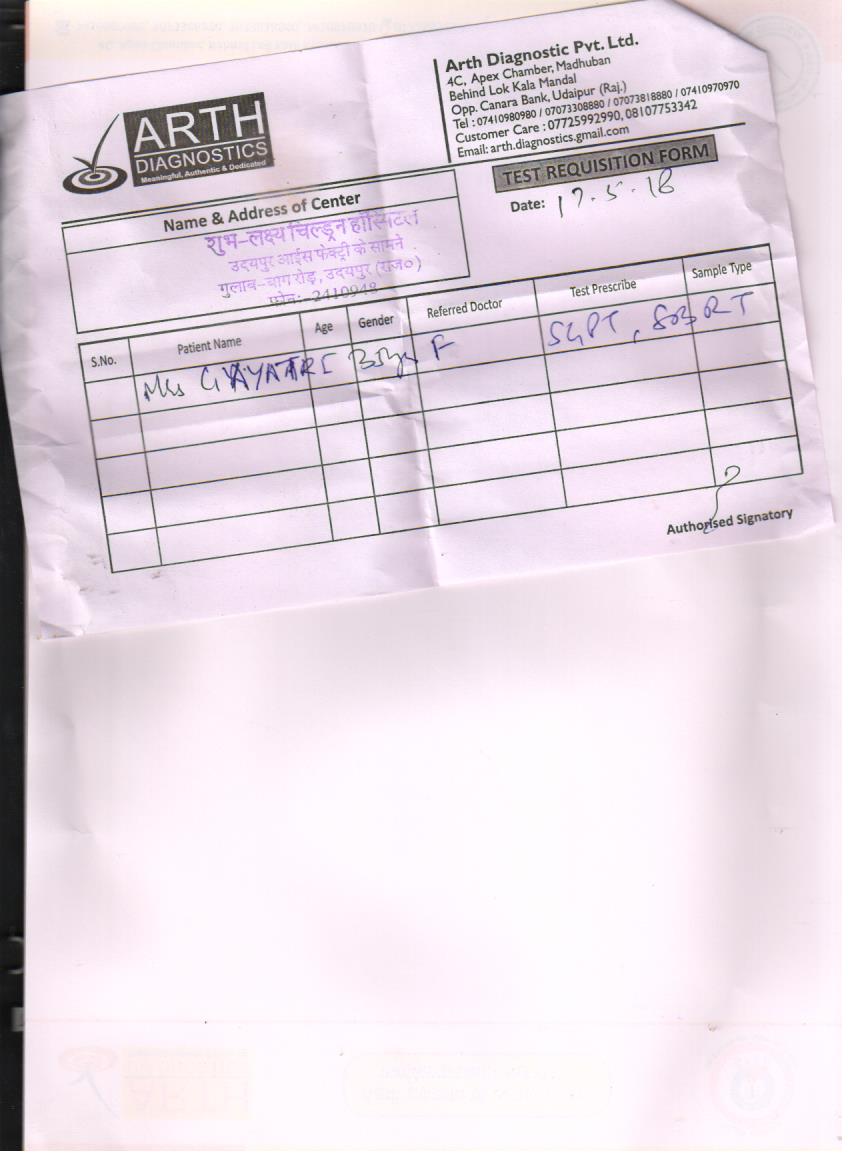 ARTH
DIAGNOSTICS
Meaningful, Authentic & Dedicated
Arth Diagnostic Pvt. Ltd.
4C, Apex Chamber, Madhuban
Behind Lok Kala Mandal
Opp. Canara Bank, Udaipur (Raj.)
Tel : 07410980980 / 07073308880 / 07073818880 / 07410970970
Customer Care : 07725992990, 08107753342
Email: arth.diagnostics.gmail.com
TEST REQUISITION FORM
Date: 17.5.18
Name & Address of Center
शुभ-लक्ष्य चिल्ड्रन हॉस्पिटल
उदयपुर आईस फेक्ट्री के सामने
गुलाब-बाग रोड़, उदयपुर (राज०)
फोन:-2410948
S.No. Patient Name Age Gender Referred Doctor Test Prescribe Sample Type
GYAYATRI F SGPT,
Authorised Signatory